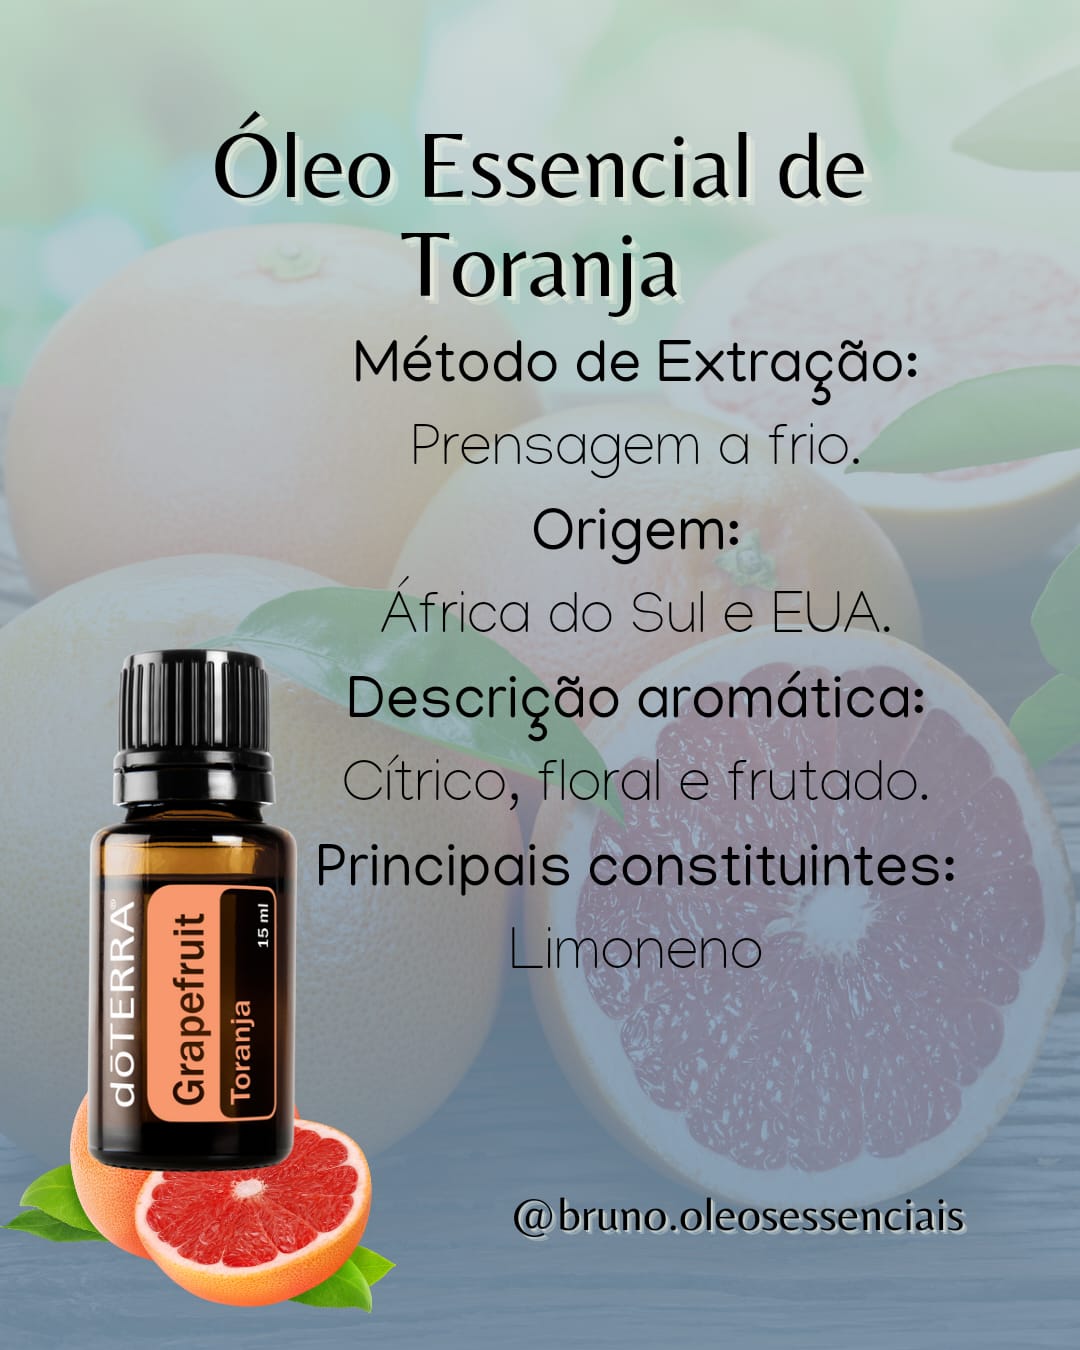 Óleo Essencial de
Toranja
Método de Extração:
Prensagem a frio.
Origem:
África do Sul e EUA.
Descrição aromática:
Cítrico, floral e frutado.
Principais constituintes:
Limoneno
dōTERRA®
Grapefruit
Toranja
15 ml
@bruno.oleosessenciais